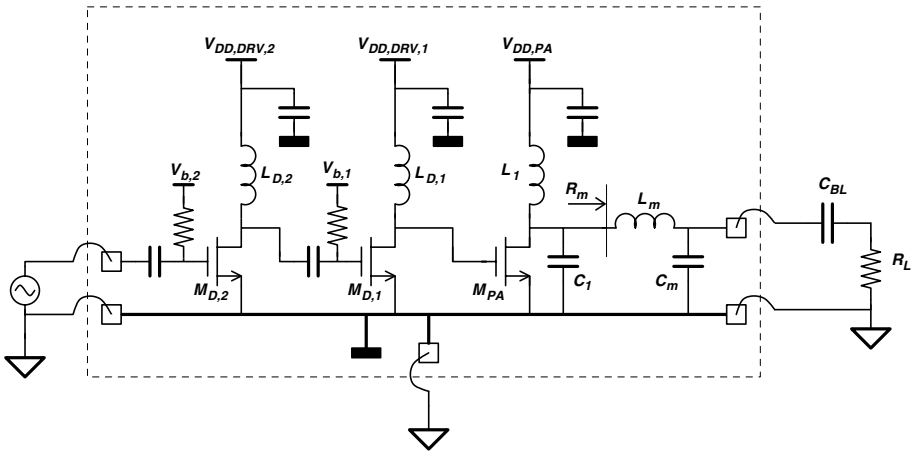 V_{DD,DRV,2}
V_{DD,DRV,1}
V_{DD,PA}
V_{b,2}
L_{D,2}
V_{b,1}
L_{D,1}
L_1
R_m
L_m
C_{BL}
R_L
M_{D,2}
M_{D,1}
M_{PA}
C_1
C_m